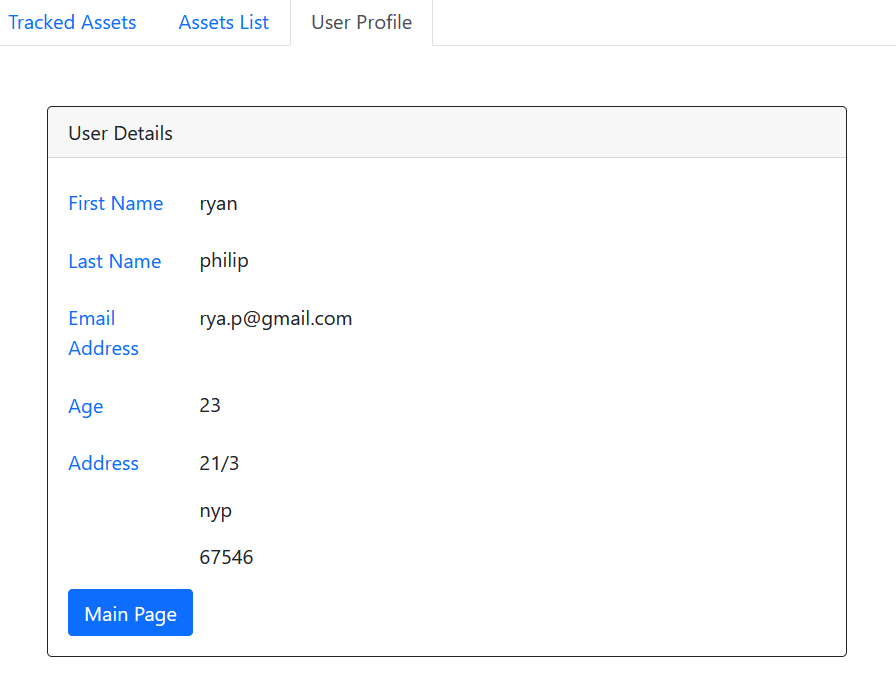 Tracked Assets Assets List User Profile
User Details
First Name ryan
Last Name philip
Email rya.p@gmail.com
Address
Age 23
Address 21/3
nyp
67546
Main Page